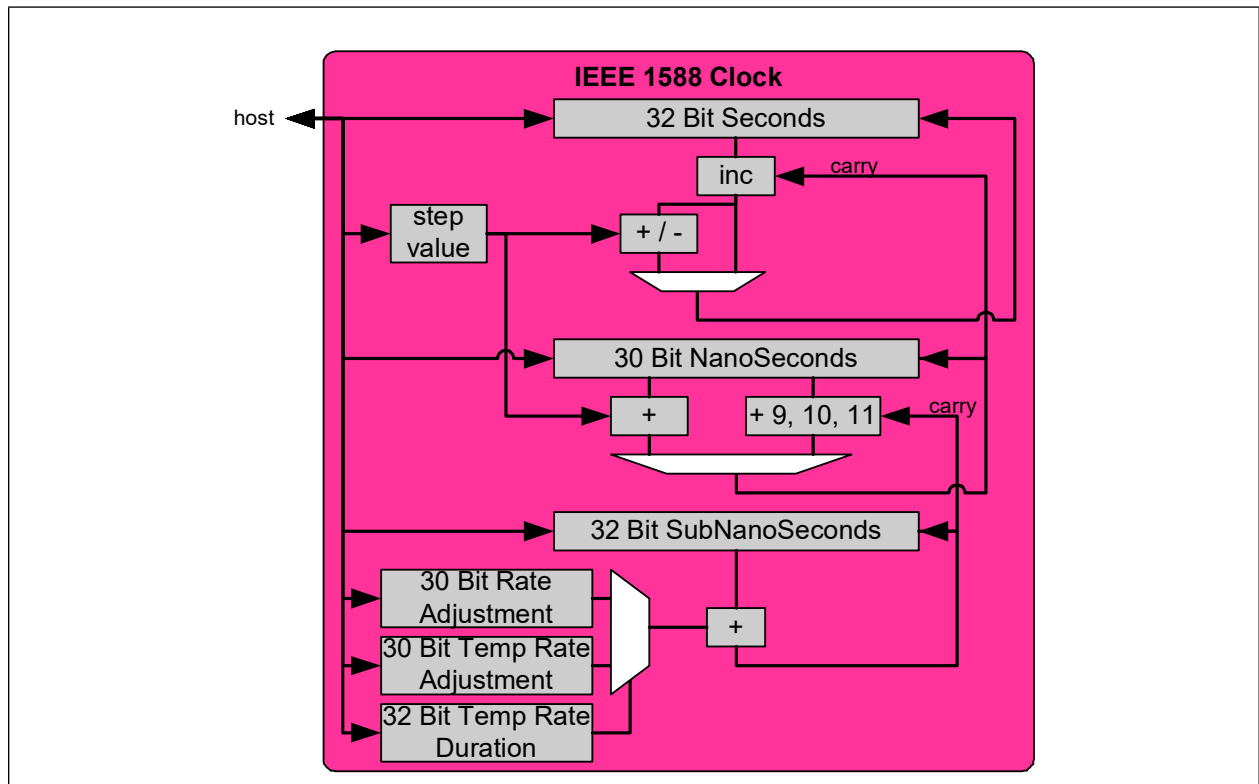 IEEE 1588 Clock
host
32 Bit Seconds
inc
carry
step
value
+ / -
30 Bit NanoSeconds
+
+ 9, 10, 11
carry
32 Bit SubNanoSeconds
30 Bit Rate
Adjustment
+
30 Bit Temp Rate
Adjustment
32 Bit Temp Rate
Duration